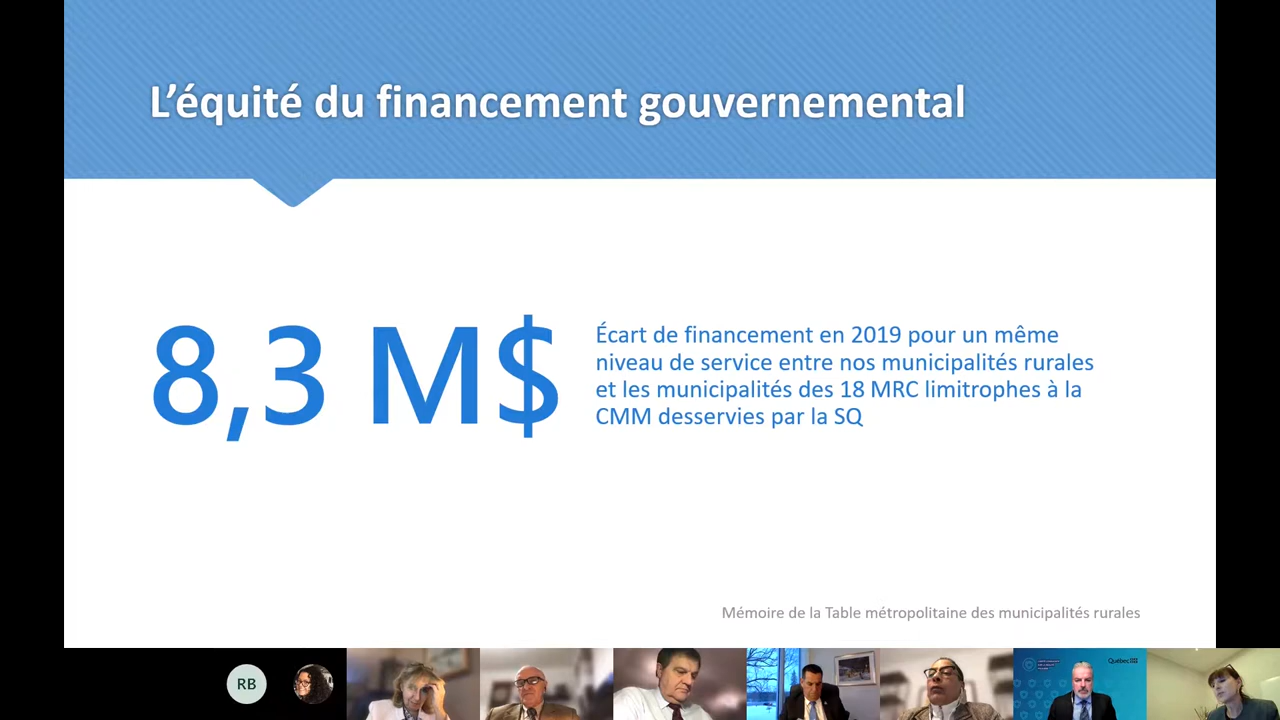 L'équité du financement gouvernemental
8,3 M$
Écart de financement en 2019 pour un même
niveau de service entre nos municipalités rurales
et les municipalités des 18 MRC limitrophes à la
CMM desservies par la SQ
Mémoire de la Table métropolitaine des municipalités rurales
RB
Québec